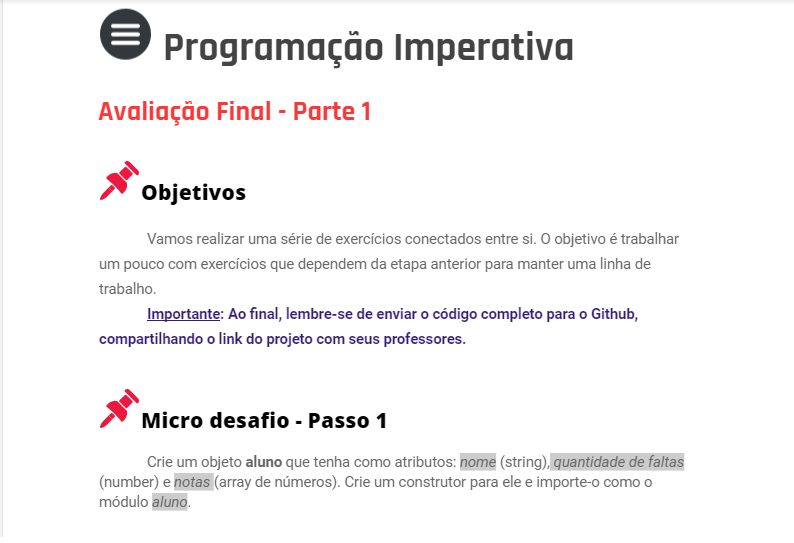 Programação Imperativa
Avaliação Final - Parte 1
Objetivos
Vamos realizar uma série de exercícios conectados entre si. O objetivo é trabalhar
um pouco com exercícios que dependem da etapa anterior para manter uma linha de
trabalho.
Importante: Ao final, lembre-se de enviar o código completo para o Github,
compartilhando o link do projeto com seus professores.
Micro desafio - Passo 1
Crie um objeto aluno que tenha como atributos: nome (string), quantidade de faltas
(number) e notas (array de números). Crie um construtor para ele e importe-o como o
módulo aluno.